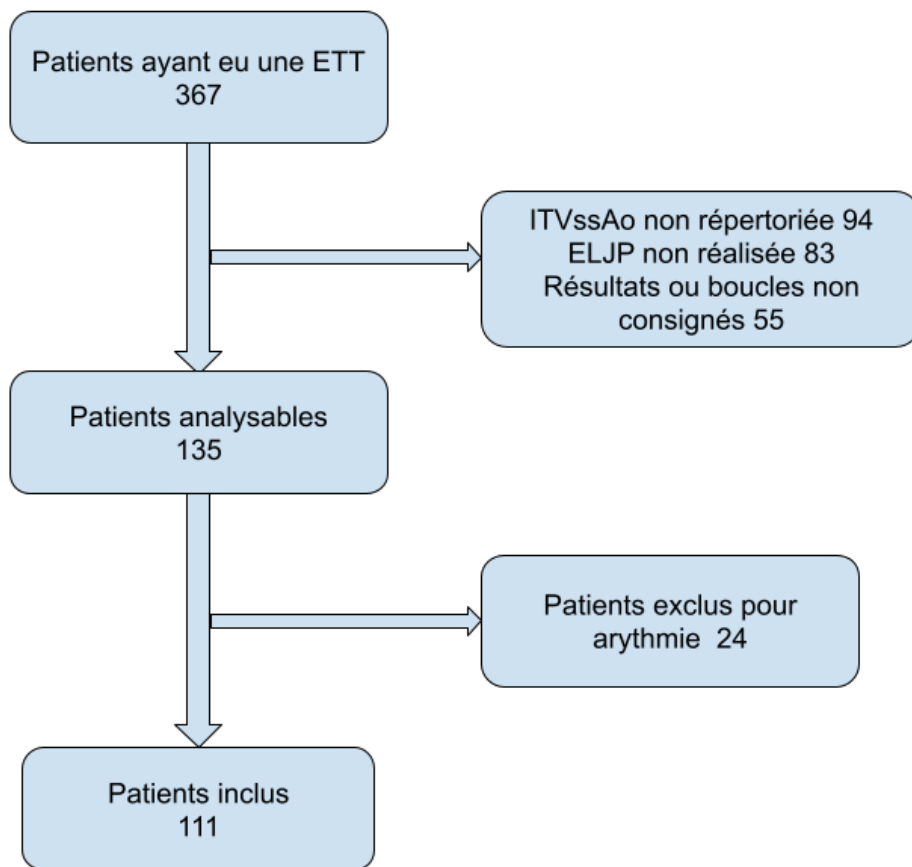 Patients ayant eu une ETT
367
ITVssAo non répertoriée 94
ELJP non réalisée 83
Résultats ou boucles non
consignés 55
Patients analysables
135
Patients exclus pour
arythmie  24
Patients inclus
111